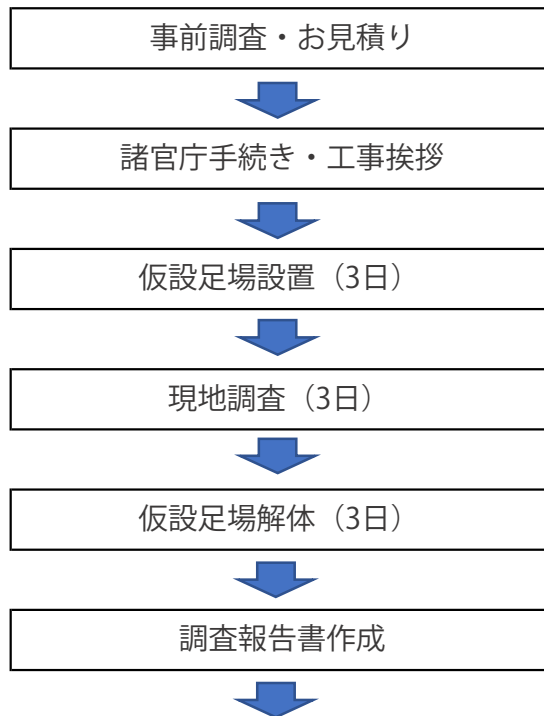 事前調査・お見積り
諸官庁手続き・工事挨拶
仮設足場設置（3日）
現地調査（3日）
仮設足場解体（3日）
調査報告書作成